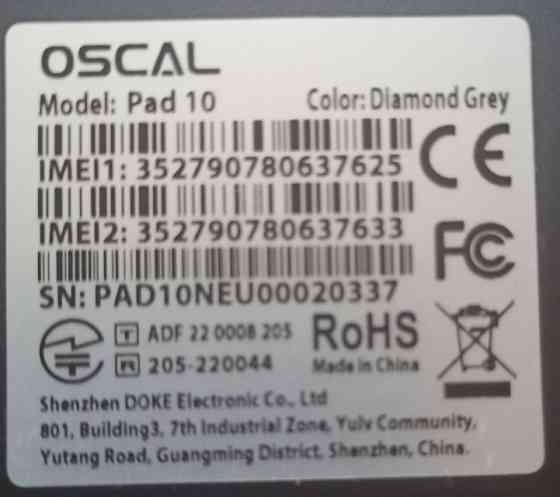 OSCAL
Model: Pad 10 Color: Diamond Grey
IMEI1: 352790780637625
IMEI2: 352790780637633
SN: PAD10NEU00020337
CE
FC
T ADF 22 0008 205
R 205-220044
RoHS
Made in China
Shenzhen DOKE Electronic Co., Ltd
801, Building3, 7th Industrial Zone, Yulv Community,
Yutang Road, Guangming District, Shenzhen, China.